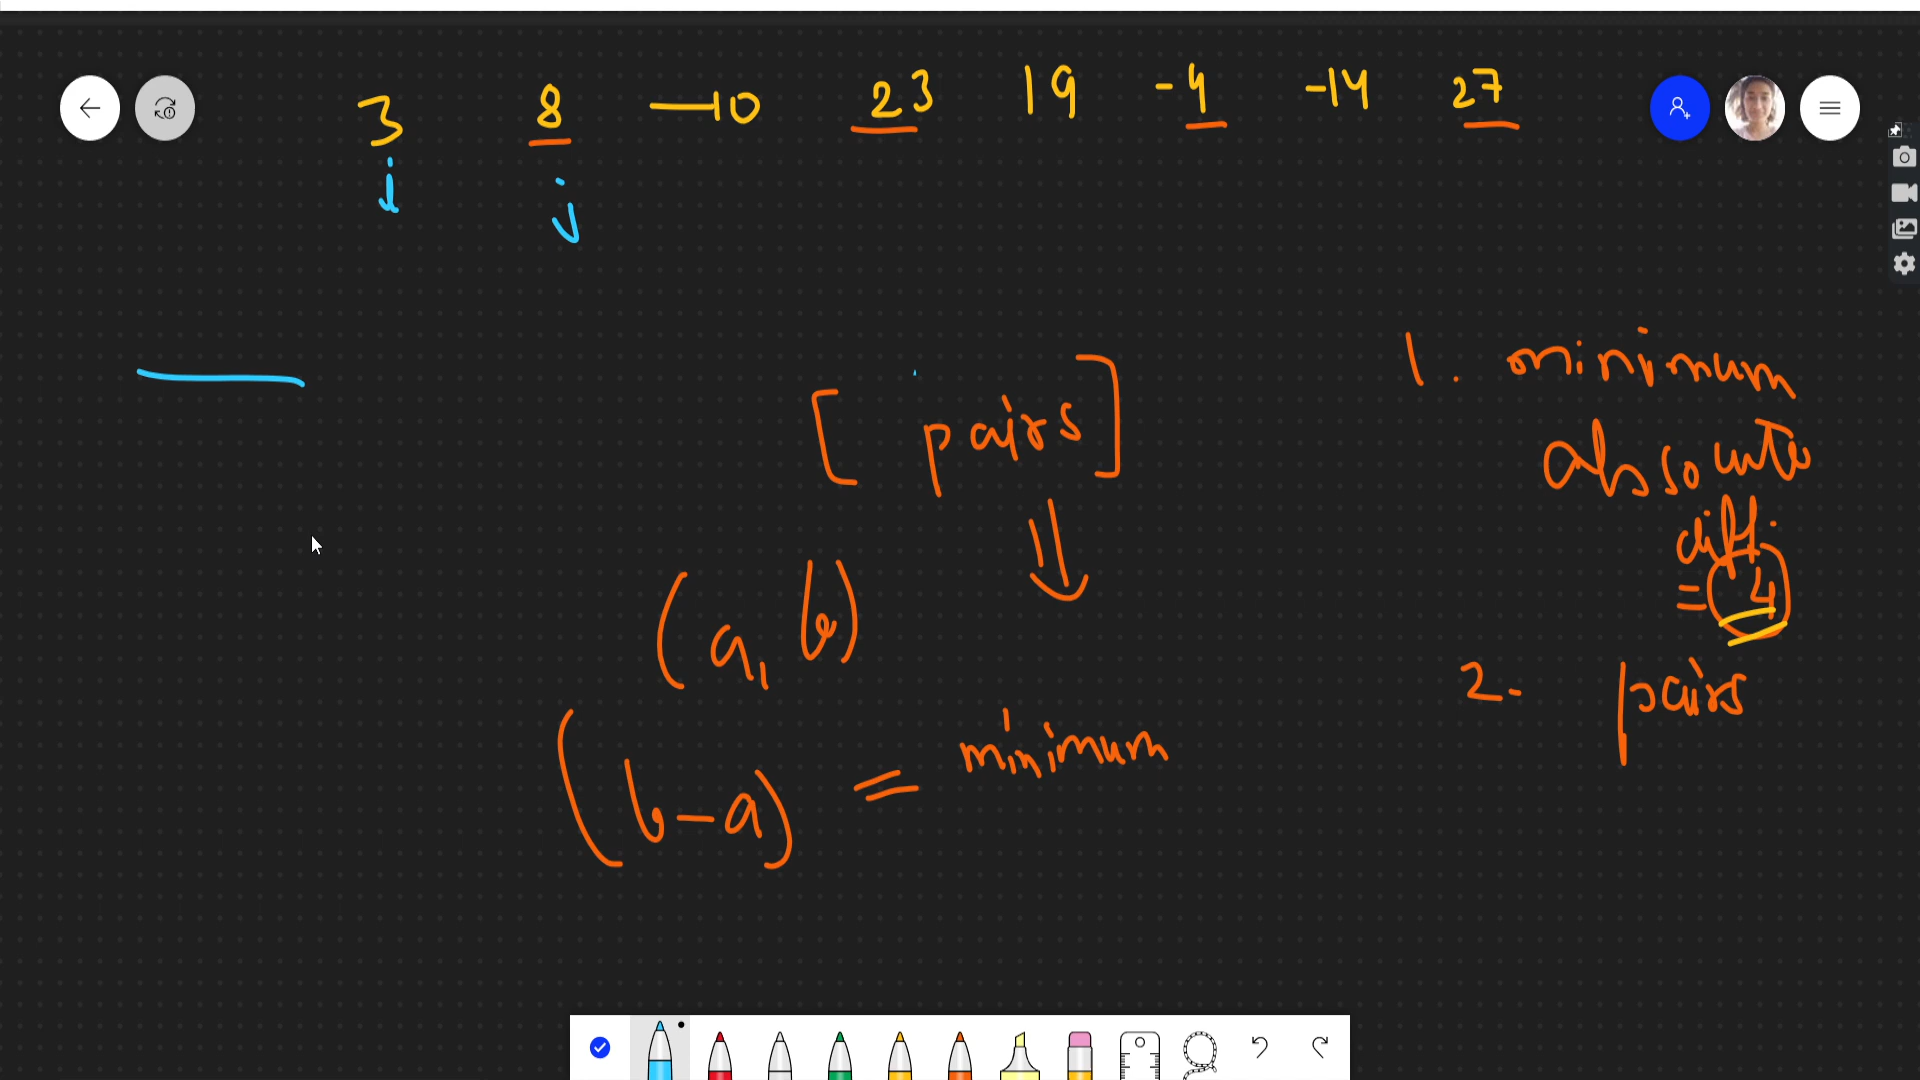 3 8 -10 23 19 -4 -14 27
i j
[ pairs ]
(a, b)
(b-a) = minimum
1. minimum
absolute
diff.
= 4
2. pairs